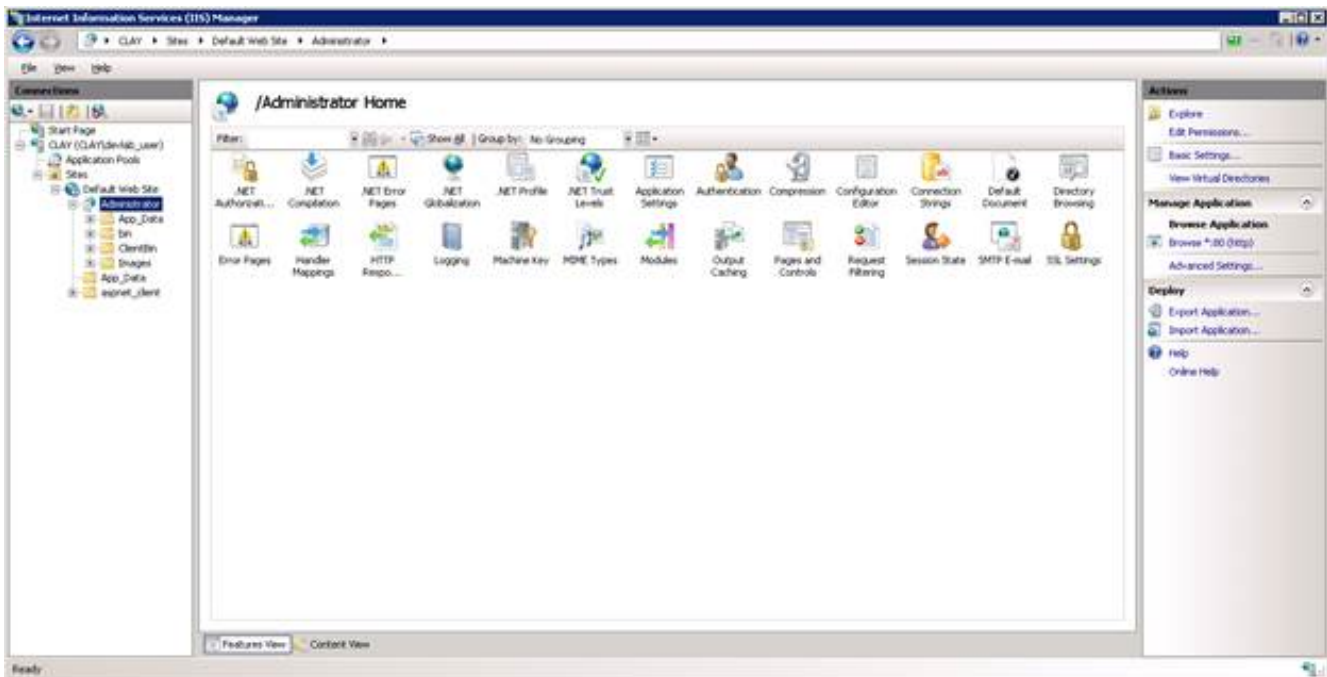 Internet Information Services (IIS) Manager
CLAY Sites Default Web Site Administrator
File View Help
Connections
Start Page
CLAY (CLAY\devlab_user)
Application Pools
Sites
Default Web Site
Administrator
App_Data
bin
ClientBin
Images
App_Data
aspnet_client
/Administrator Home
Filter: Show All Group by: No Grouping
.NET Authorizati... .NET Compilation .NET Error Pages .NET Globalization .NET Profile .NET Trust Levels Application Settings Authentication Compression Configuration Editor Connection Strings Default Document Directory Browsing
Error Pages Handler Mappings HTTP Respo... Logging Machine Key MIME Types Modules Output Caching Pages and Controls Request Filtering Session State SMTP E-mail SSL Settings
Features View Content View
Actions
Explore
Edit Permissions...
Basic Settings...
View Virtual Directories
Manage Application
Browse Application
Browse *:80 (http)
Advanced Settings...
Deploy
Export Application...
Import Application...
Help
Online Help
Ready